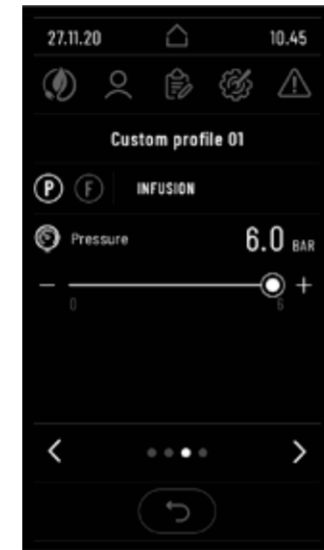 27.11.20 10.45
Custom profile 01
P F INFUSION
Pressure 6.0 BAR
− +
0 6